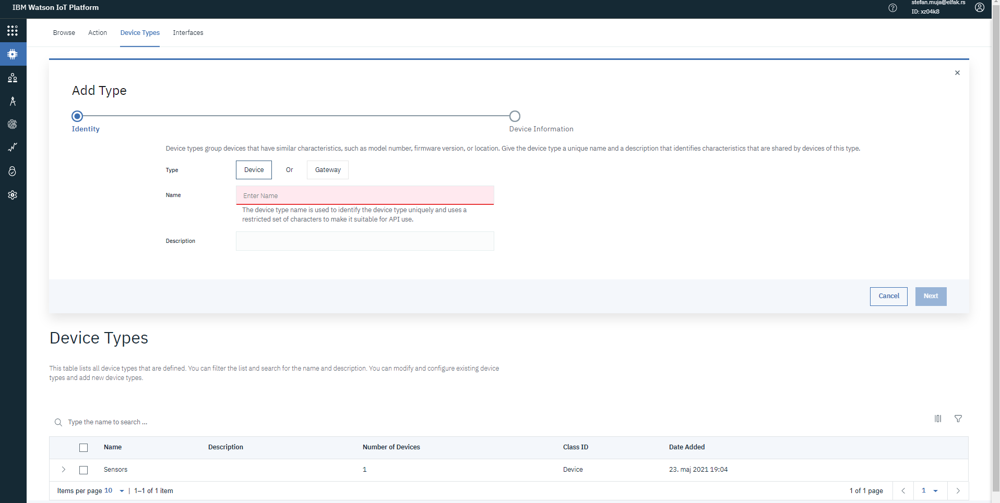 IBM Watson IoT Platform
stefan.muja@elfak.rs
ID: xz04k8
Browse Action Device Types Interfaces
Add Type
Identity Device Information
Device types group devices that have similar characteristics, such as model number, firmware version, or location. Give the device type a unique name and a description that identifies characteristics that are shared by devices of this type.
Type Device Or Gateway
Name Enter Name
The device type name is used to identify the device type uniquely and uses a
restricted set of characters to make it suitable for API use.
Description
Cancel Next
Device Types
This table lists all device types that are defined. You can filter the list and search for the name and description. You can modify and configure existing device
types and add new device types.
Type the name to search ...
Name Description Number of Devices Class ID Date Added
Sensors 1 Device 23. maj 2021 19:04
Items per page 10 | 1–1 of 1 item 1 of 1 page 1